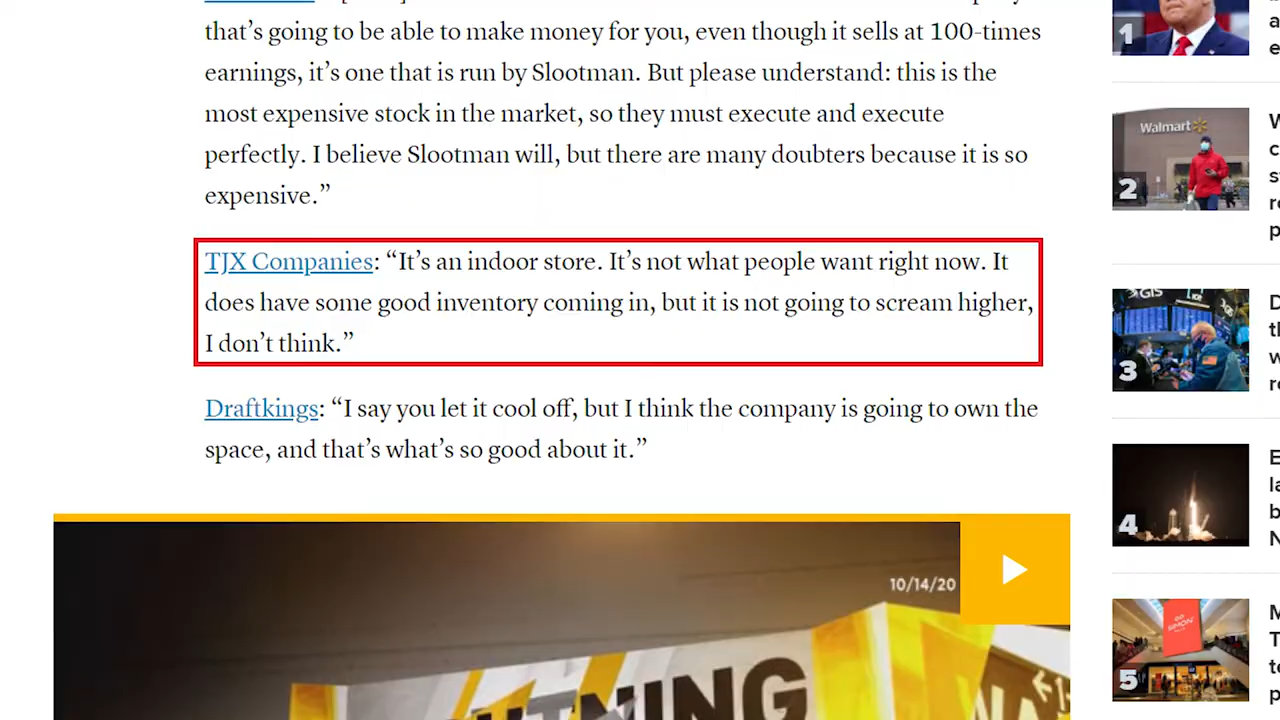 that’s going to be able to make money for you, even though it sells at 100-times
earnings, it’s one that is run by Slootman. But please understand: this is the
most expensive stock in the market, so they must execute and execute
perfectly. I believe Slootman will, but there are many doubters because it is so
expensive.”
TJX Companies: “It’s an indoor store. It’s not what people want right now. It
does have some good inventory coming in, but it is not going to scream higher,
I don’t think.”
Draftkings: “I say you let it cool off, but I think the company is going to own the
space, and that’s what’s so good about it.”
10/14/20
1
Walmart
2
3
4
5